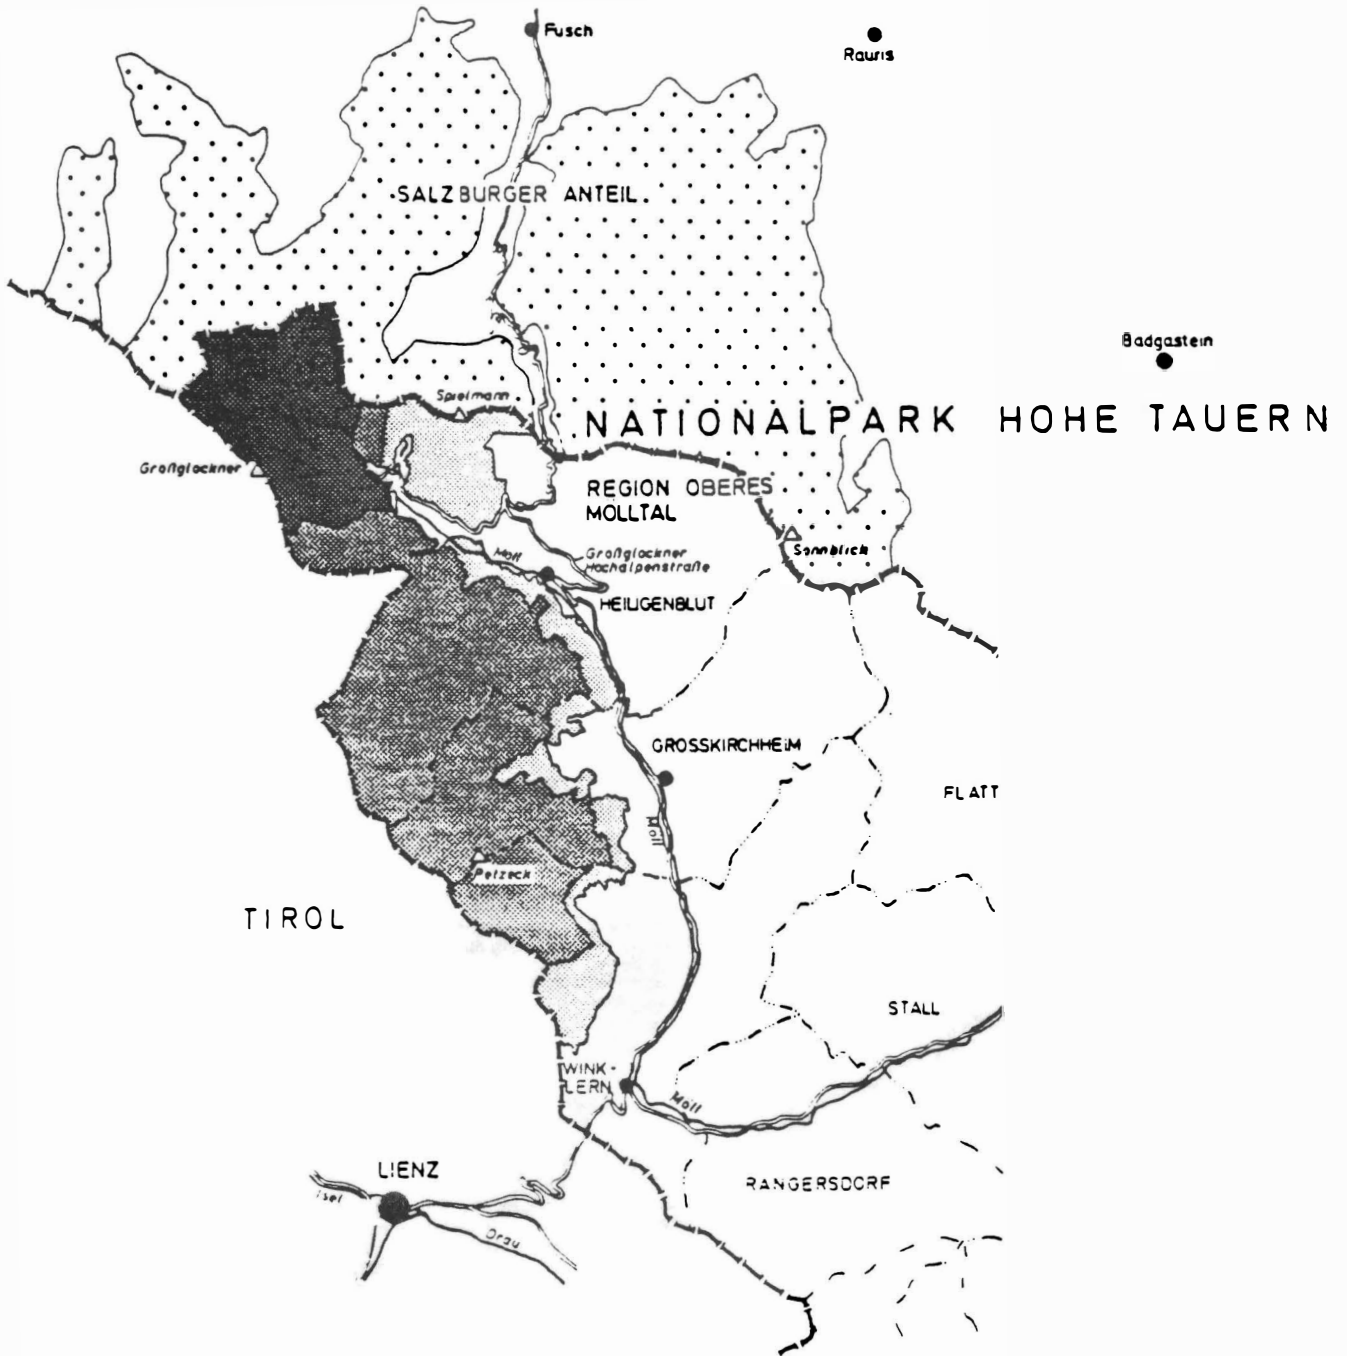 Fusch
Rauris
SALZBURGER ANTEIL
Badgastein
Spielmann
NATIONALPARK HOHE TAUERN
Großglockner
REGION OBERES
MÖLLTAL
Sonnblick
Möll
Großglockner
Hochalpenstraße
HEILIGENBLUT
GROSSKIRCHHEIM
FLATT
Möll
Petzeck
TIROL
STALL
WINK-
LERN
Möll
LIENZ
RANGERSDORF
Isel
Drau